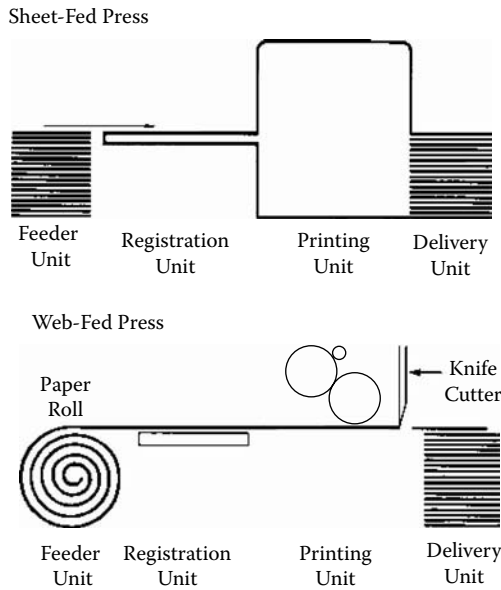 Sheet-Fed Press
Feeder
Unit
Registration
Unit
Printing
Unit
Delivery
Unit
Web-Fed Press
Paper
Roll
Knife
Cutter
Feeder
Unit
Registration
Unit
Printing
Unit
Delivery
Unit